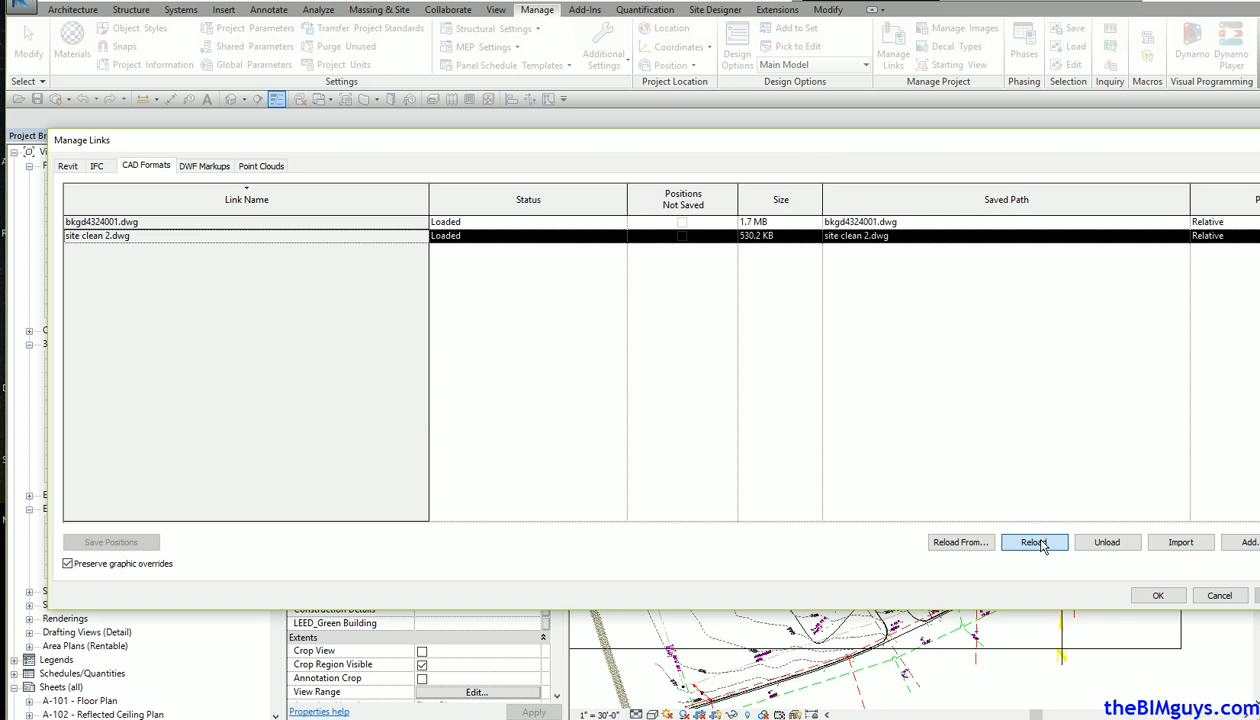 Architecture Structure Systems Insert Annotate Analyze Massing & Site Collaborate View Manage Add-Ins Quantification Site Designer Extensions Modify
Object Styles Project Parameters Transfer Project Standards Structural Settings Location Add to Set Manage Images Save
Snaps Shared Parameters Purge Unused MEP Settings Coordinates Pick to Edit Decal Types Load
Modify Materials Project Information Global Parameters Project Units Panel Schedule Templates Additional Settings Position Design Options Main Model Manage Links Starting View Phases Edit Dynamo Dynamo Player
Select Settings Project Location Design Options Manage Project Phasing Selection Inquiry Macros Visual Programming
Project Br
Manage Links
Revit IFC CAD Formats DWF Markups Point Clouds
Link Name Status Positions Not Saved Size Saved Path P
bkgd4324001.dwg Loaded 1.7 MB bkgd4324001.dwg Relative
site clean 2.dwg Loaded 530.2 KB site clean 2.dwg Relative
Save Positions Reload From... Reload Unload Import Add.
Preserve graphic overrides
OK Cancel
Construction Details
LEED_Green Building
Extents
Crop View
Crop Region Visible
Annotation Crop
View Range Edit...
Properties help Apply
Renderings
Drafting Views (Detail)
Area Plans (Rentable)
Legends
Schedules/Quantities
Sheets (all)
A-101 - Floor Plan
A-102 - Reflected Ceiling Plan
1" = 30'-0"
theBIMguys.com